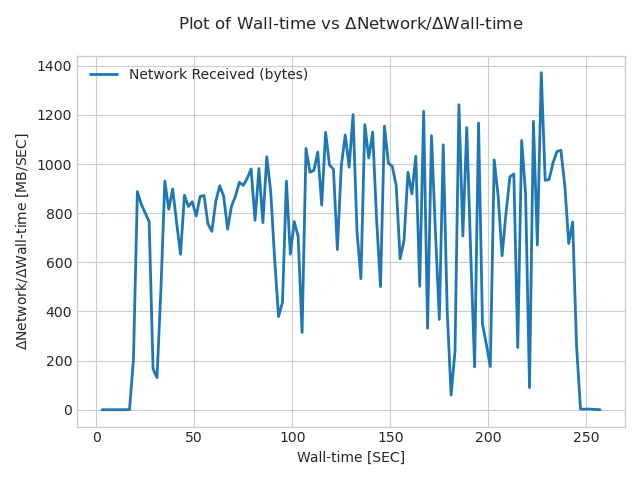 Plot of Wall-time vs ΔNetwork/ΔWall-time
Network Received (bytes)
ΔNetwork/ΔWall-time [MB/SEC]
1400
1200
1000
800
600
400
200
0
0 50 100 150 200 250
Wall-time [SEC]